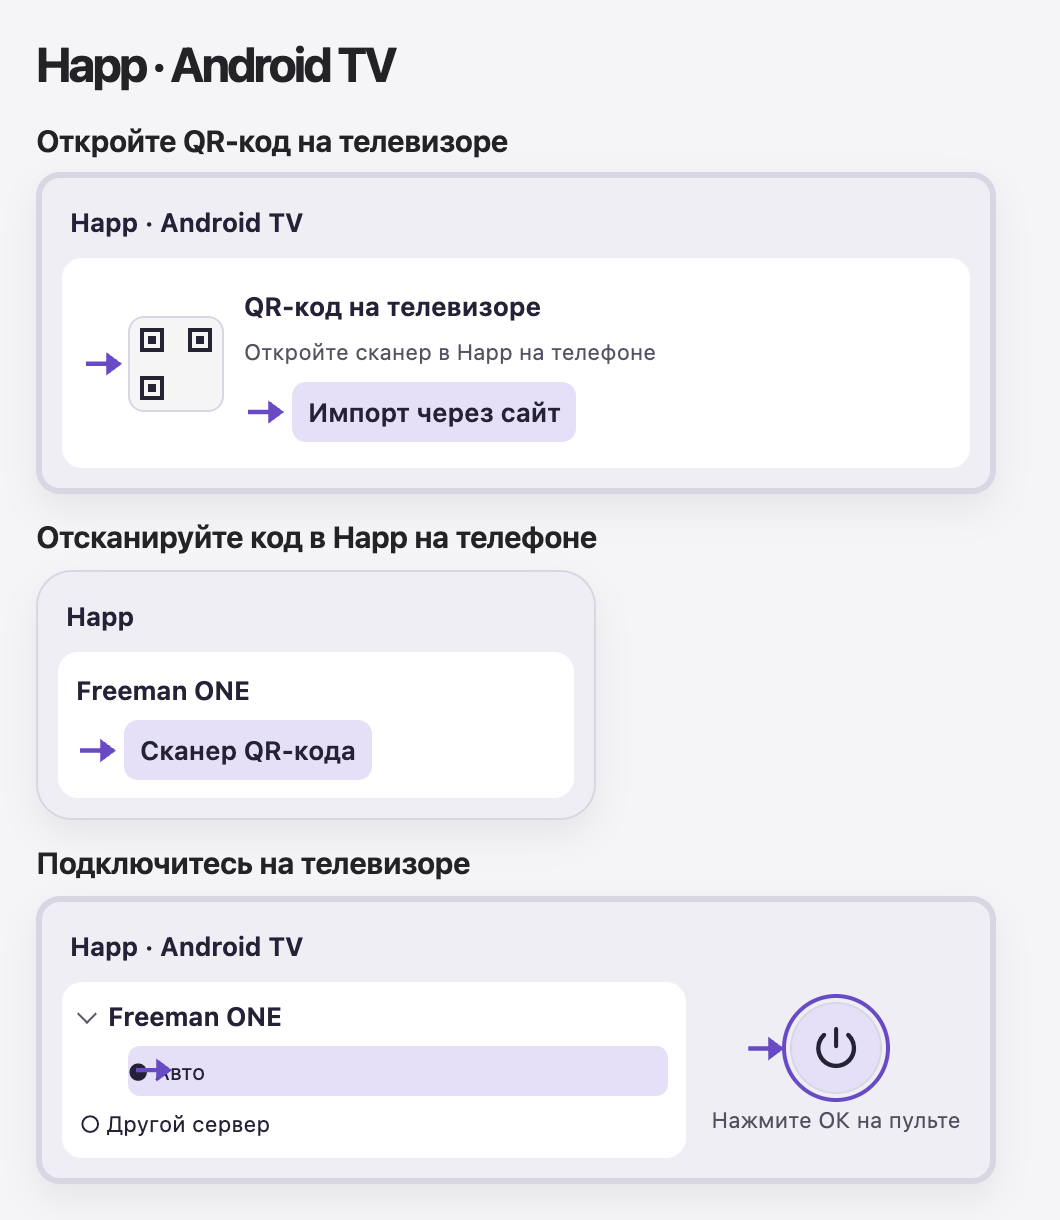 Happ · Android TV
Откройте QR-код на телевизоре
Happ · Android TV
QR-код на телевизоре
Откройте сканер в Happ на телефоне
Импорт через сайт
Отсканируйте код в Happ на телефоне
Happ
Freeman ONE
Сканер QR-кода
Подключитесь на телевизоре
Happ · Android TV
Freeman ONE
Авто
Другой сервер
Нажмите OK на пульте